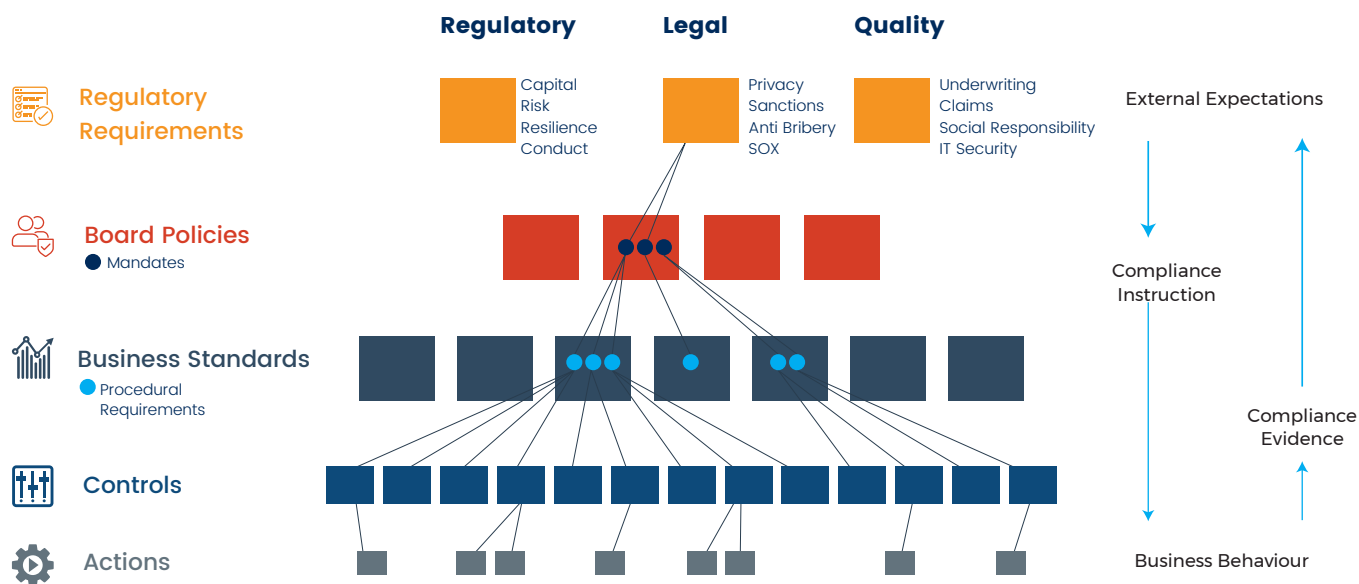 Regulatory
Legal
Quality
Regulatory
Requirements
Capital
Risk
Resilience
Conduct
Privacy
Sanctions
Anti Bribery
SOX
Underwriting
Claims
Social Responsibility
IT Security
External Expectations
Board Policies
Mandates
Compliance
Instruction
Business Standards
Procedural
Requirements
Compliance
Evidence
Controls
Actions
Business Behaviour